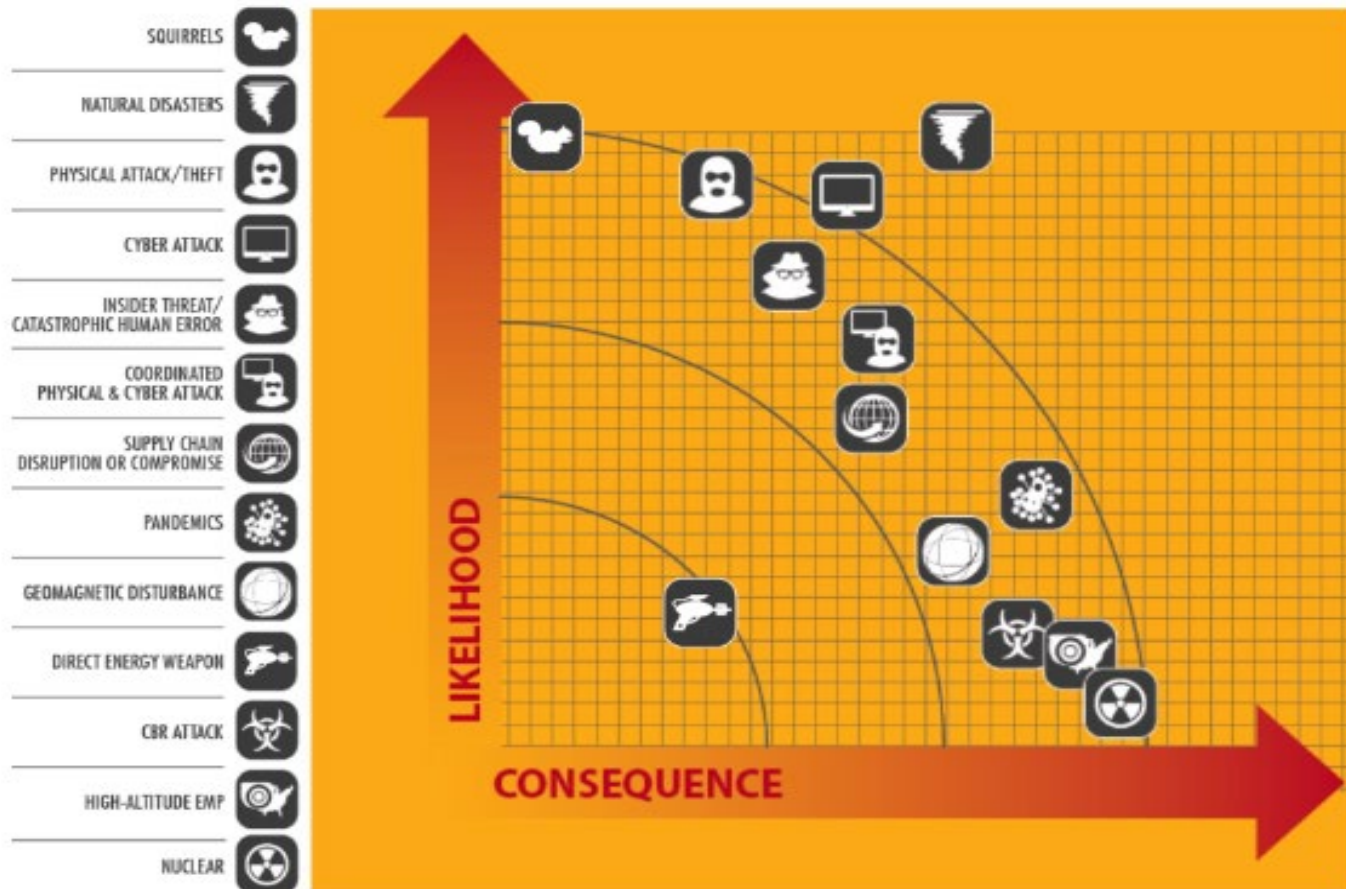 SQUIRRELS
NATURAL DISASTERS
PHYSICAL ATTACK/THEFT
CYBER ATTACK
INSIDER THREAT/
CATASTROPHIC HUMAN ERROR
COORDINATED
PHYSICAL & CYBER ATTACK
SUPPLY CHAIN
DISRUPTION OR COMPROMISE
PANDEMICS
GEOMAGNETIC DISTURBANCE
DIRECT ENERGY WEAPON
CBR ATTACK
HIGH-ALTITUDE EMP
NUCLEAR
LIKELIHOOD
CONSEQUENCE